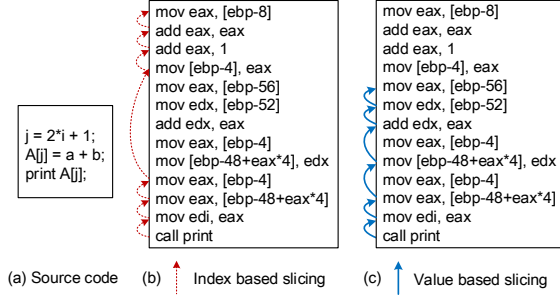 j = 2*i + 1;
A[j] = a + b;
print A[j];
mov eax, [ebp-8]
add eax, eax
add eax, 1
mov [ebp-4], eax
mov eax, [ebp-56]
mov edx, [ebp-52]
add edx, eax
mov eax, [ebp-4]
mov [ebp-48+eax*4], edx
mov eax, [ebp-4]
mov eax, [ebp-48+eax*4]
mov edi, eax
call print
mov eax, [ebp-8]
add eax, eax
add eax, 1
mov [ebp-4], eax
mov eax, [ebp-56]
mov edx, [ebp-52]
add edx, eax
mov eax, [ebp-4]
mov [ebp-48+eax*4], edx
mov eax, [ebp-4]
mov eax, [ebp-48+eax*4]
mov edi, eax
call print
(a) Source code
(b) Index based slicing
(c) Value based slicing